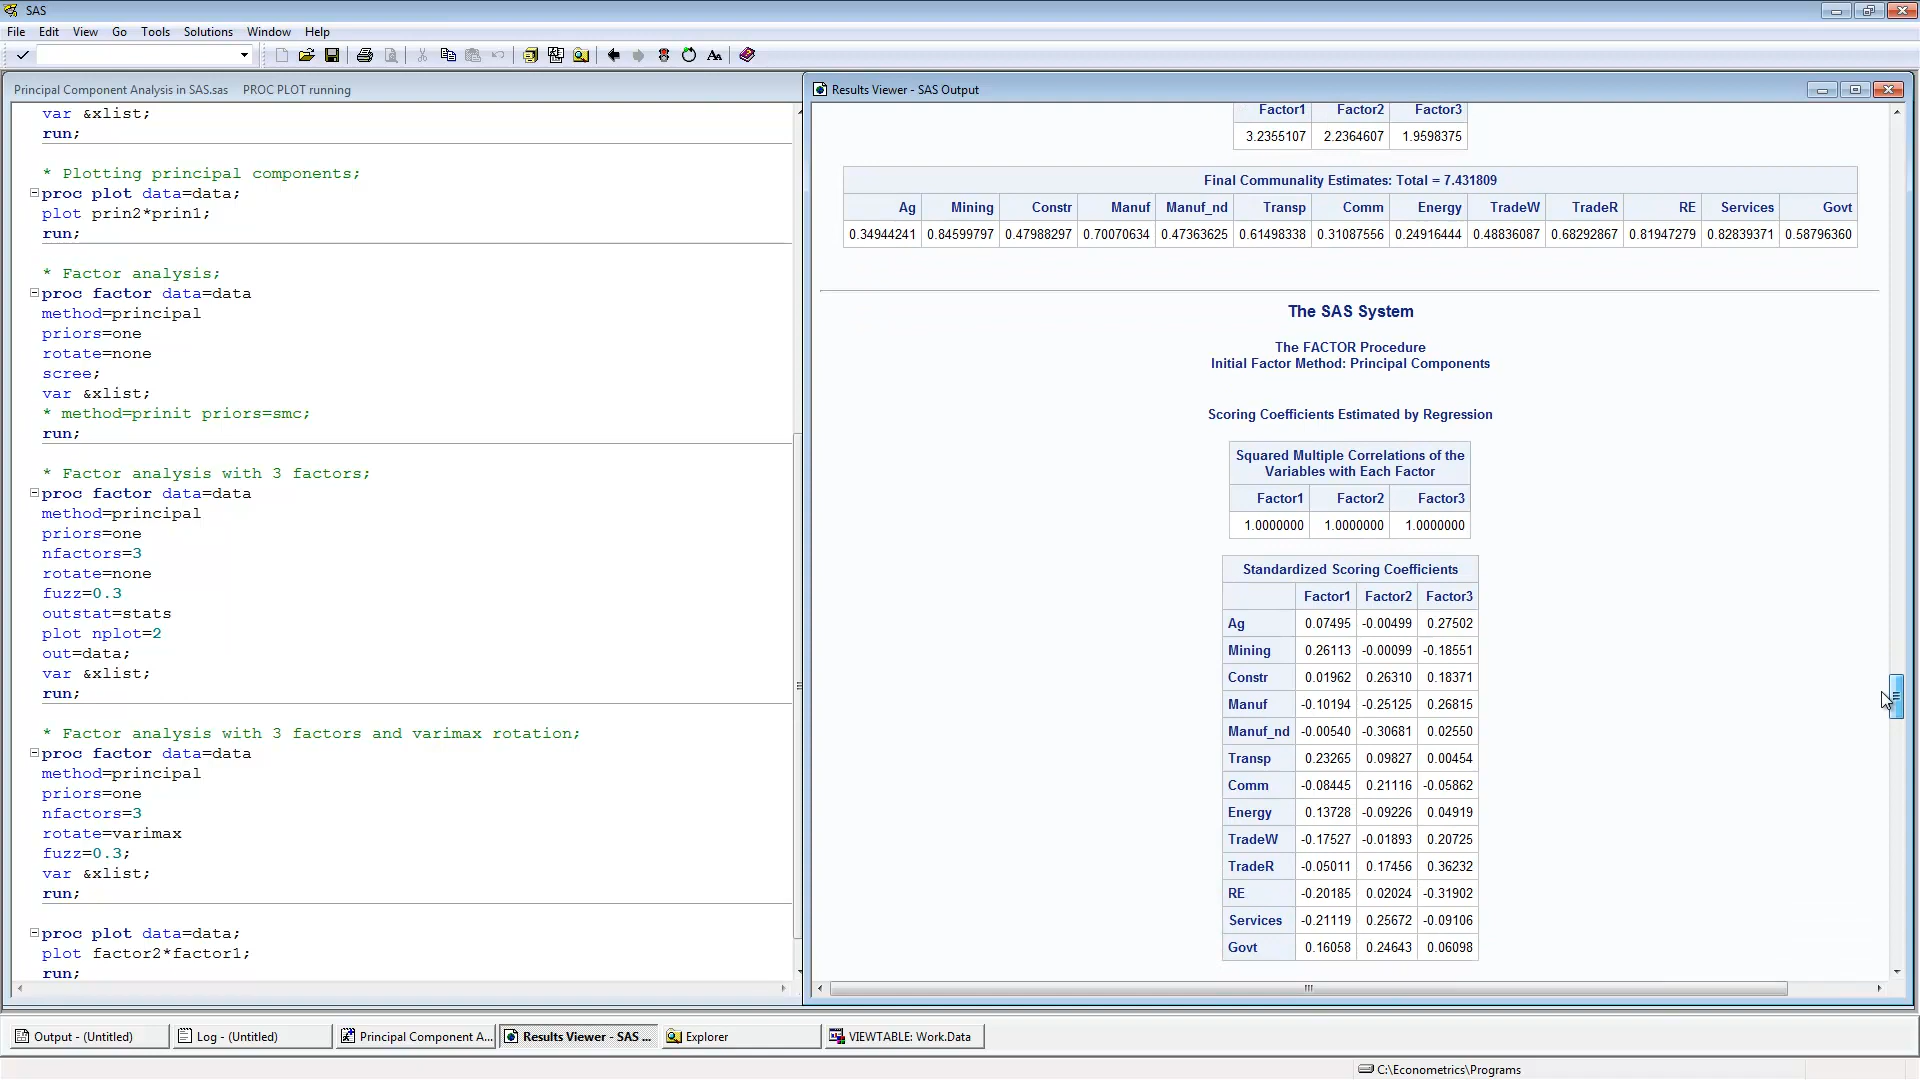 SAS
File Edit View Go Tools Solutions Window Help
Principal Component Analysis in SAS.sas PROC PLOT running
var &xlist;
run;
* Plotting principal components;
proc plot data=data;
plot prin2*prin1;
run;
* Factor analysis;
proc factor data=data
method=principal
priors=one
rotate=none
scree;
var &xlist;
* method=prinit priors=smc;
run;
* Factor analysis with 3 factors;
proc factor data=data
method=principal
priors=one
nfactors=3
rotate=none
fuzz=0.3
outstat=stats
plot nplot=2
out=data;
var &xlist;
run;
* Factor analysis with 3 factors and varimax rotation;
proc factor data=data
method=principal
priors=one
nfactors=3
rotate=varimax
fuzz=0.3;
var &xlist;
run;
proc plot data=data;
plot factor2*factor1;
run;
Results Viewer - SAS Output
Factor1 Factor2 Factor3
3.2355107 2.2364607 1.9598375
Final Communality Estimates: Total = 7.431809
Ag Mining Constr Manuf Manuf_nd Transp Comm Energy TradeW TradeR RE Services Govt
0.34944241 0.84599797 0.47988297 0.70070634 0.47363625 0.61498338 0.31087556 0.24916444 0.48836087 0.68292867 0.81947279 0.82839371 0.58796360
The SAS System
The FACTOR Procedure
Initial Factor Method: Principal Components
Scoring Coefficients Estimated by Regression
Squared Multiple Correlations of the
Variables with Each Factor
Factor1 Factor2 Factor3
1.0000000 1.0000000 1.0000000
Standardized Scoring Coefficients
Factor1 Factor2 Factor3
Ag 0.07495 -0.00499 0.27502
Mining 0.26113 -0.00099 -0.18551
Constr 0.01962 0.26310 0.18371
Manuf -0.10194 -0.25125 0.26815
Manuf_nd -0.00540 -0.30681 0.02550
Transp 0.23265 0.09827 0.00454
Comm -0.08445 0.21116 -0.05862
Energy 0.13728 -0.09226 0.04919
TradeW -0.17527 -0.01893 0.20725
TradeR -0.05011 0.17456 0.36232
RE -0.20185 0.02024 -0.31902
Services -0.21119 0.25672 -0.09106
Govt 0.16058 0.24643 0.06098
Output - (Untitled) Log - (Untitled) Principal Component A... Results Viewer - SAS ... Explorer VIEWTABLE: Work.Data
C:\Econometrics\Programs